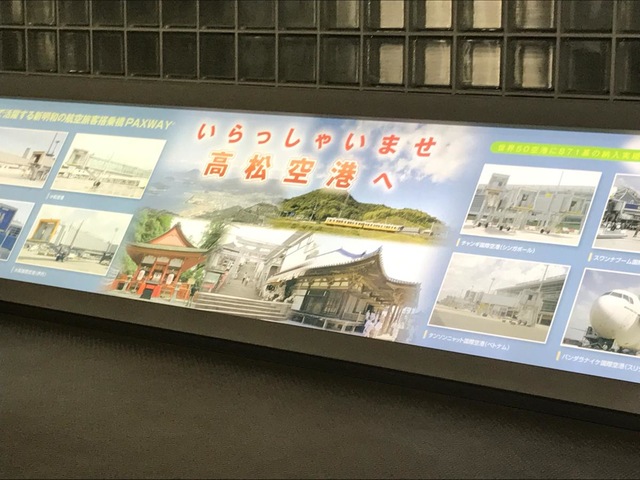 で活躍する新明和の航空旅客搭乗橋PAXWAY
いらっしゃいませ
高松空港へ
世界50空港に871基の納入実
チャンギ国際空港(シンガポール)
スワンナプーム国際
タンソンニャット国際空港(ベトナム)
バンダラナイケ国際空港(スリ